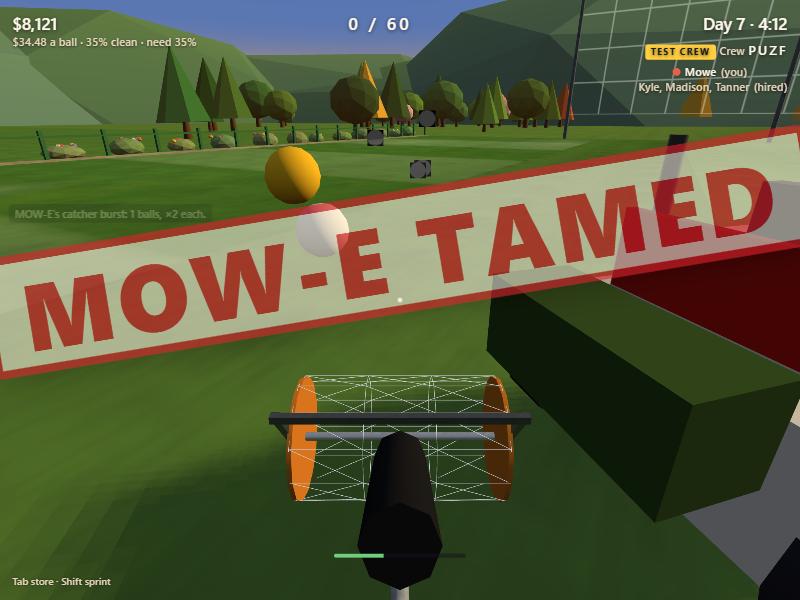 $8,121
$34.48 a ball · 35% clean · need 35%
0 / 60
Day 7 · 4:12
TEST CREW Crew PUZF
Mowe (you)
Kyle, Madison, Tanner (hired)
MOW-E's catcher burst: 1 balls, ×2 each.
MOW-E TAMED
Tab store · Shift sprint